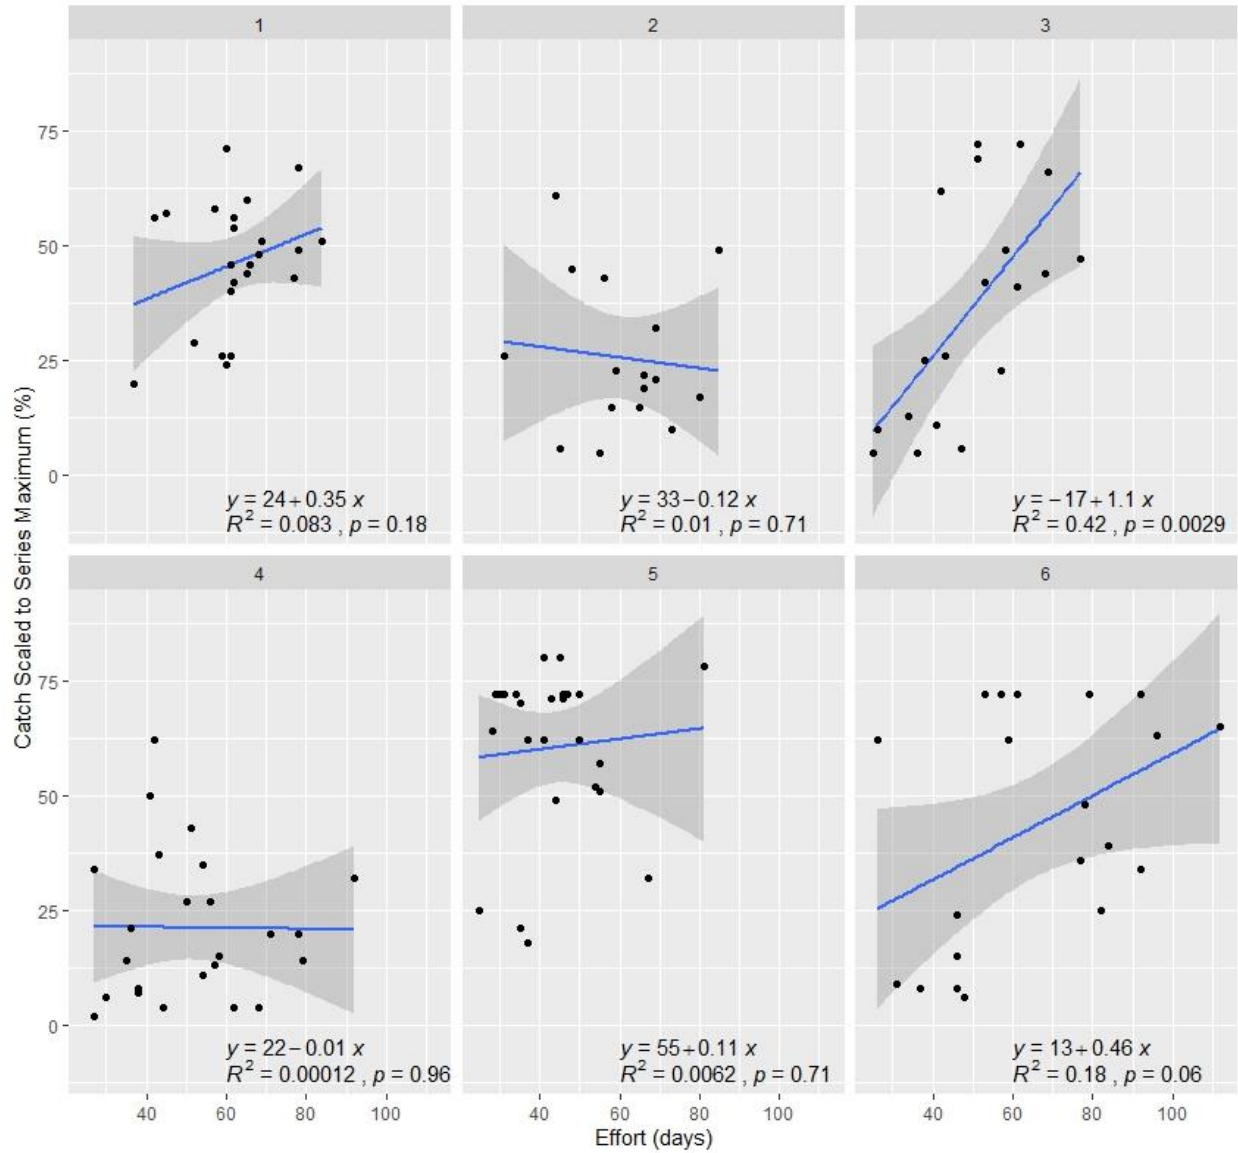 1
2
3
75
50
25
0
y = 24 + 0.35 x
R² = 0.083 , p = 0.18
y = 33 − 0.12 x
R² = 0.01 , p = 0.71
y = −17 + 1.1 x
R² = 0.42 , p = 0.0029
Catch Scaled to Series Maximum (%)
4
5
6
75
50
25
0
y = 22 − 0.01 x
R² = 0.00012 , p = 0.96
y = 55 + 0.11 x
R² = 0.0062 , p = 0.71
y = 13 + 0.46 x
R² = 0.18 , p = 0.06
40 60 80 100
40 60 80 100
40 60 80 100
Effort (days)